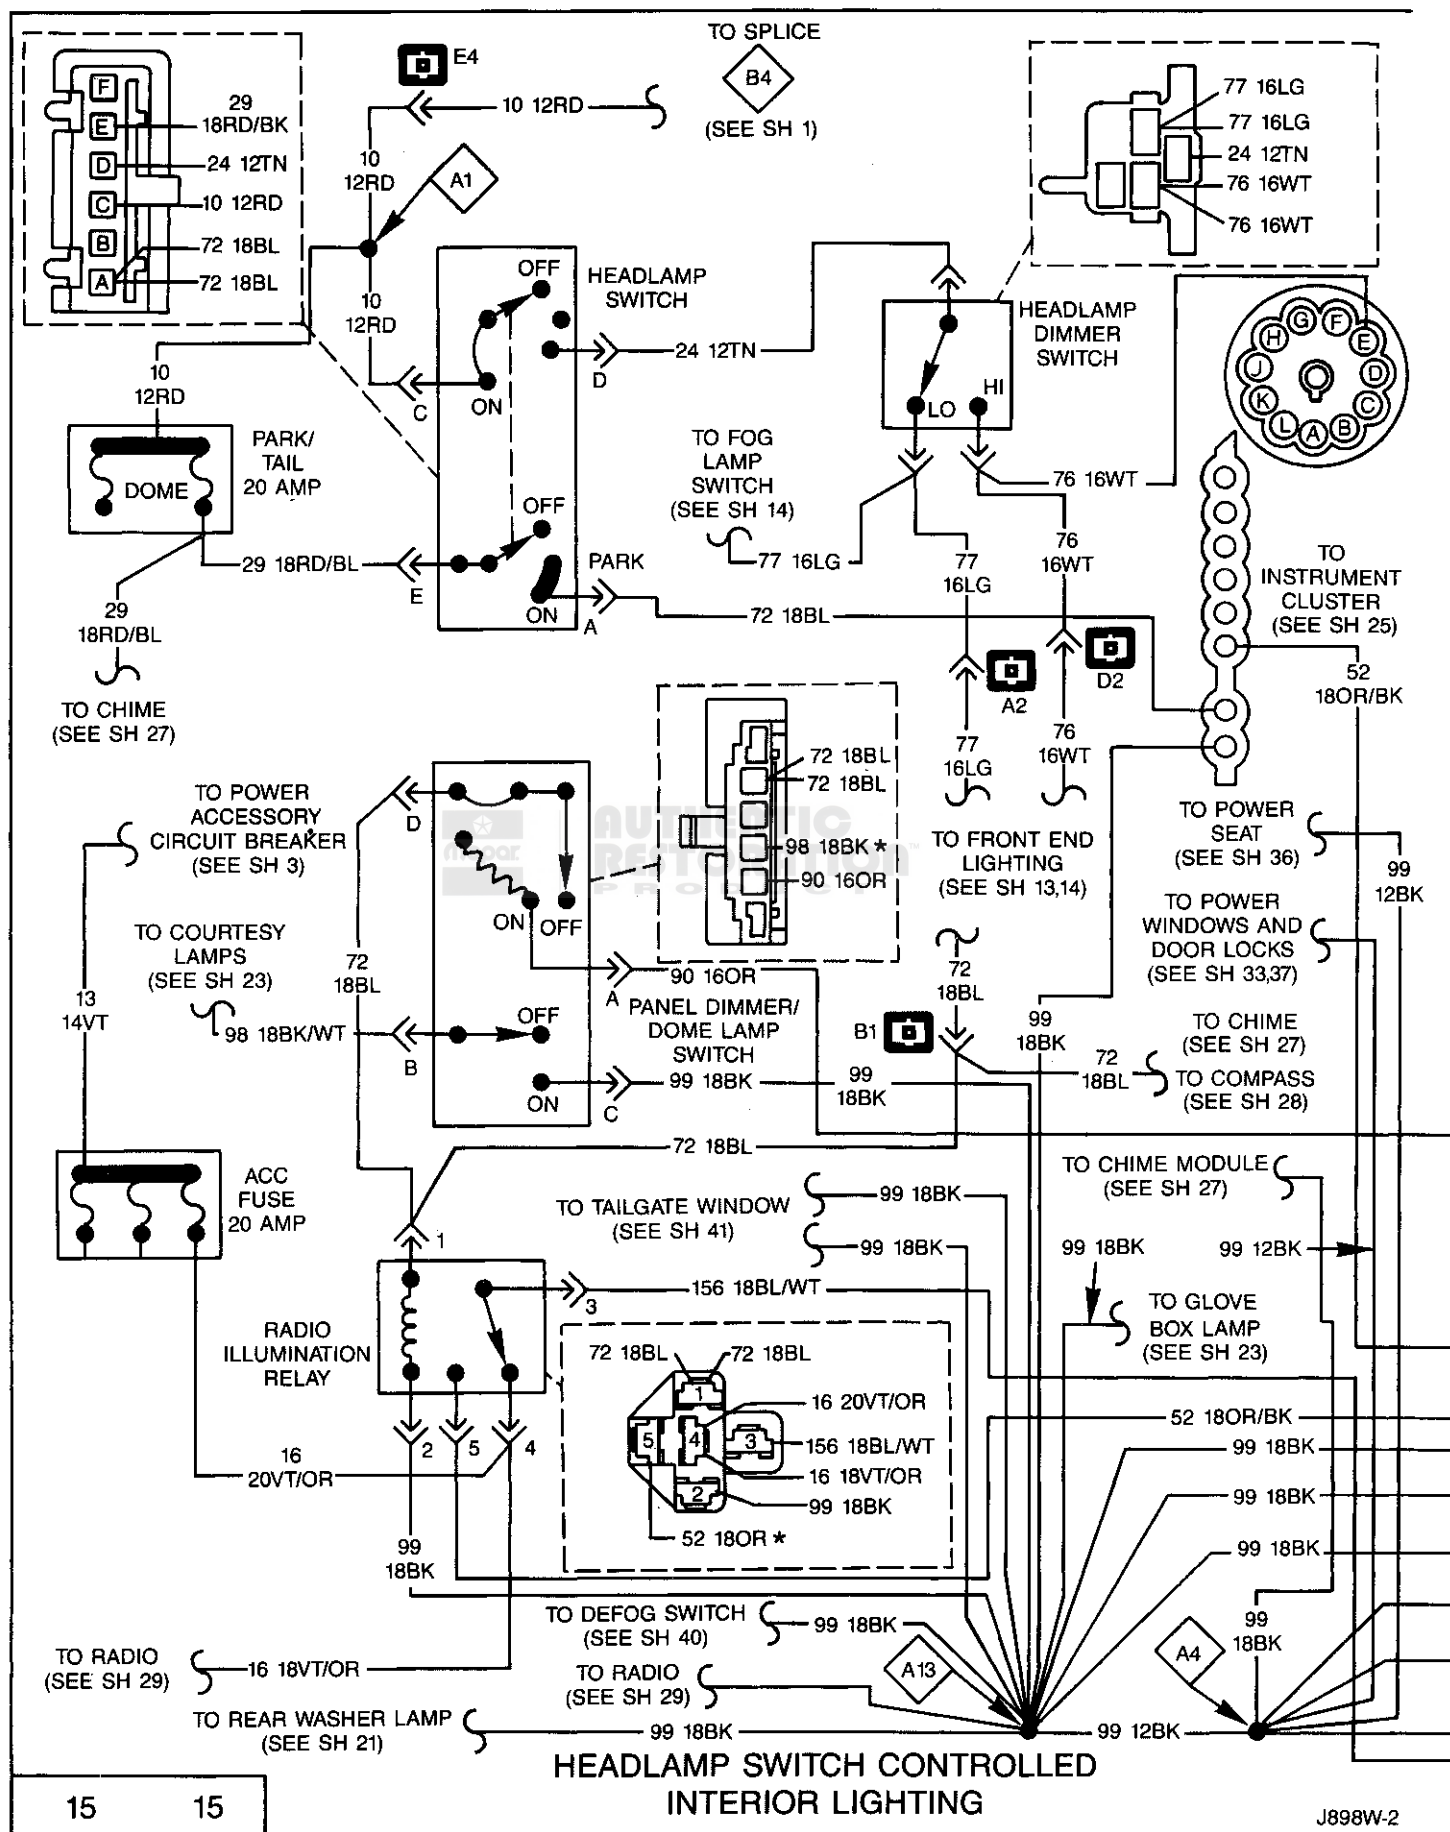 TO SPLICE
B4
(SEE SH 1)
E4
10 12RD
F
E
D
C
B
A
29
18RD/BK
24 12TN
10 12RD
72 18BL
72 18BL
10
12RD
A1
10
12RD
77 16LG
77 16LG
24 12TN
76 16WT
76 16WT
OFF
HEADLAMP
SWITCH
24 12TN
D
C
ON
HEADLAMP
DIMMER
SWITCH
LO
HI
G
F
H
E
J
D
K
C
L
A
B
10
12RD
PARK/
TAIL
20 AMP
DOME
TO FOG
LAMP
SWITCH
(SEE SH 14)
77 16LG
76 16WT
OFF
PARK
29 18RD/BL
E
ON
A
72 18BL
77
16LG
76
16WT
TO
INSTRUMENT
CLUSTER
(SEE SH 25)
29
18RD/BL
TO CHIME
(SEE SH 27)
A2
D2
52
18OR/BK
77
16LG
76
16WT
72 18BL
72 18BL
98 18BK *
90 16OR
AUTHENTIC
RESTORATION™
PRODUCT
Mopar
TO POWER
ACCESSORY
CIRCUIT BREAKER
(SEE SH 3)
D
ON
OFF
TO FRONT END
LIGHTING
(SEE SH 13,14)
TO POWER
SEAT
(SEE SH 36)
99
12BK
TO POWER
WINDOWS AND
DOOR LOCKS
(SEE SH 33,37)
TO COURTESY
LAMPS
(SEE SH 23)
72
18BL
13
14VT
98 18BK/WT
B
OFF
ON
A
90 16OR
PANEL DIMMER/
DOME LAMP
SWITCH
99 18BK
C
99
18BK
72
18BL
B1
99
18BK
72
18BL
TO CHIME
(SEE SH 27)
TO COMPASS
(SEE SH 28)
72 18BL
ACC
FUSE
20 AMP
TO TAILGATE WINDOW
(SEE SH 41)
99 18BK
99 18BK
TO CHIME MODULE
(SEE SH 27)
99 18BK
99 12BK
1
156 18BL/WT
3
TO GLOVE
BOX LAMP
(SEE SH 23)
RADIO
ILLUMINATION
RELAY
72 18BL
72 18BL
1
5
4
3
2
16 20VT/OR
156 18BL/WT
16 18VT/OR
99 18BK
52 18OR *
2
5
4
16
20VT/OR
52 18OR/BK
99 18BK
99 18BK
99 18BK
99
18BK
TO DEFOG SWITCH
(SEE SH 40)
99 18BK
99
18BK
A4
A13
TO RADIO
(SEE SH 29)
16 18VT/OR
TO RADIO
(SEE SH 29)
TO REAR WASHER LAMP
(SEE SH 21)
99 18BK
99 12BK
HEADLAMP SWITCH CONTROLLED
INTERIOR LIGHTING
15
15
J898W-2